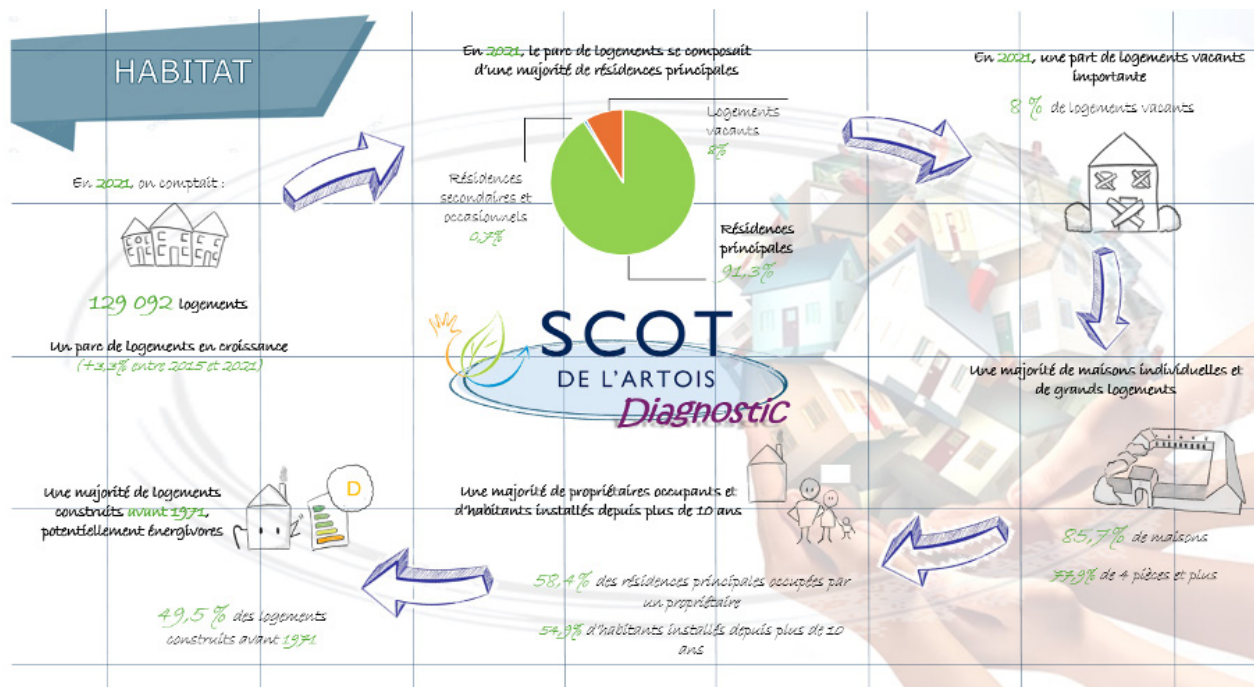 HABITAT
En 2021, on comptait :
129 092 logements
Un parc de logements en croissance
(+3,3% entre 2015 et 2021)
En 2021, le parc de logements se composait
d'une majorité de résidences principales
Logements
vacants
8%
Résidences
secondaires et
occasionnels
0,7%
Résidences
principales
91,3%
En 2021, une part de logements vacants
importante
8 % de logements vacants
Une majorité de maisons individuelles et
de grands logements
85,7% de maisons
77,9% de 4 pièces et plus
SCOT
DE L'ARTOIS
Diagnostic
Une majorité de propriétaires occupants et
d'habitants installés depuis plus de 10 ans
58,4% des résidences principales occupées par
un propriétaire
54,9% d'habitants installés depuis plus de 10
ans
Une majorité de logements
construits avant 1971,
potentiellement énergivores
D
49,5 % des logements
construits avant 1971